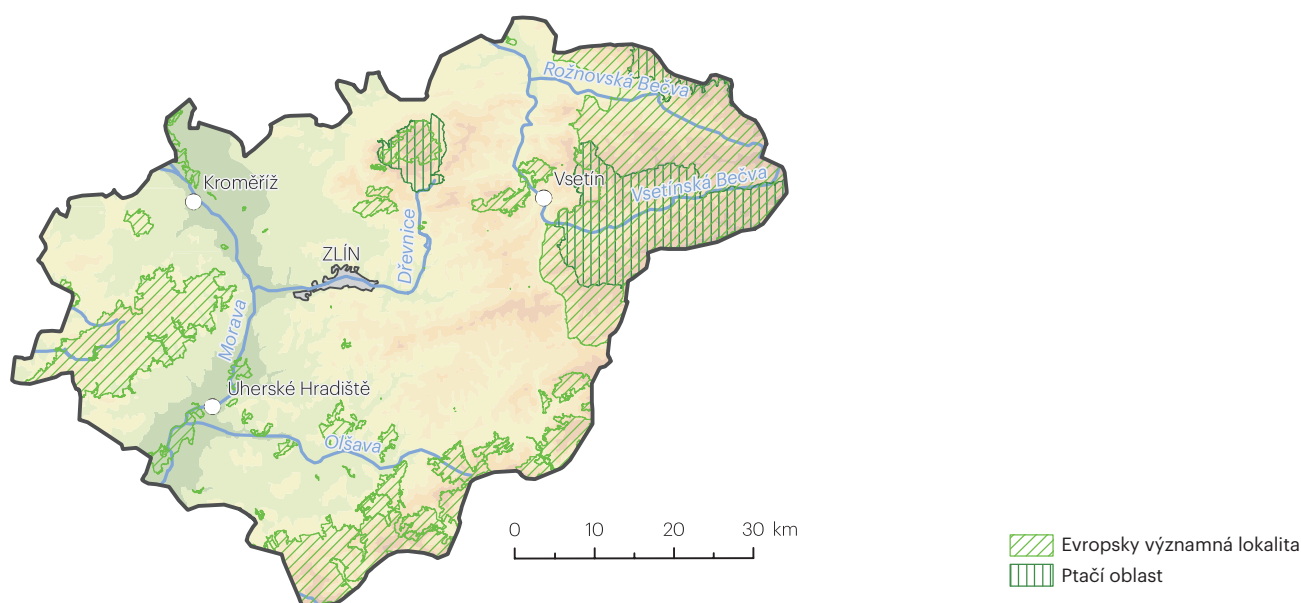 Rožnovská Bečva
Kroměříž
Vsetín
Vsetínská Bečva
Dřevnice
ZLÍN
Morava
Uherské Hradiště
Olšava
0 10 20 30 km
Evropsky významná lokalita
Ptačí oblast